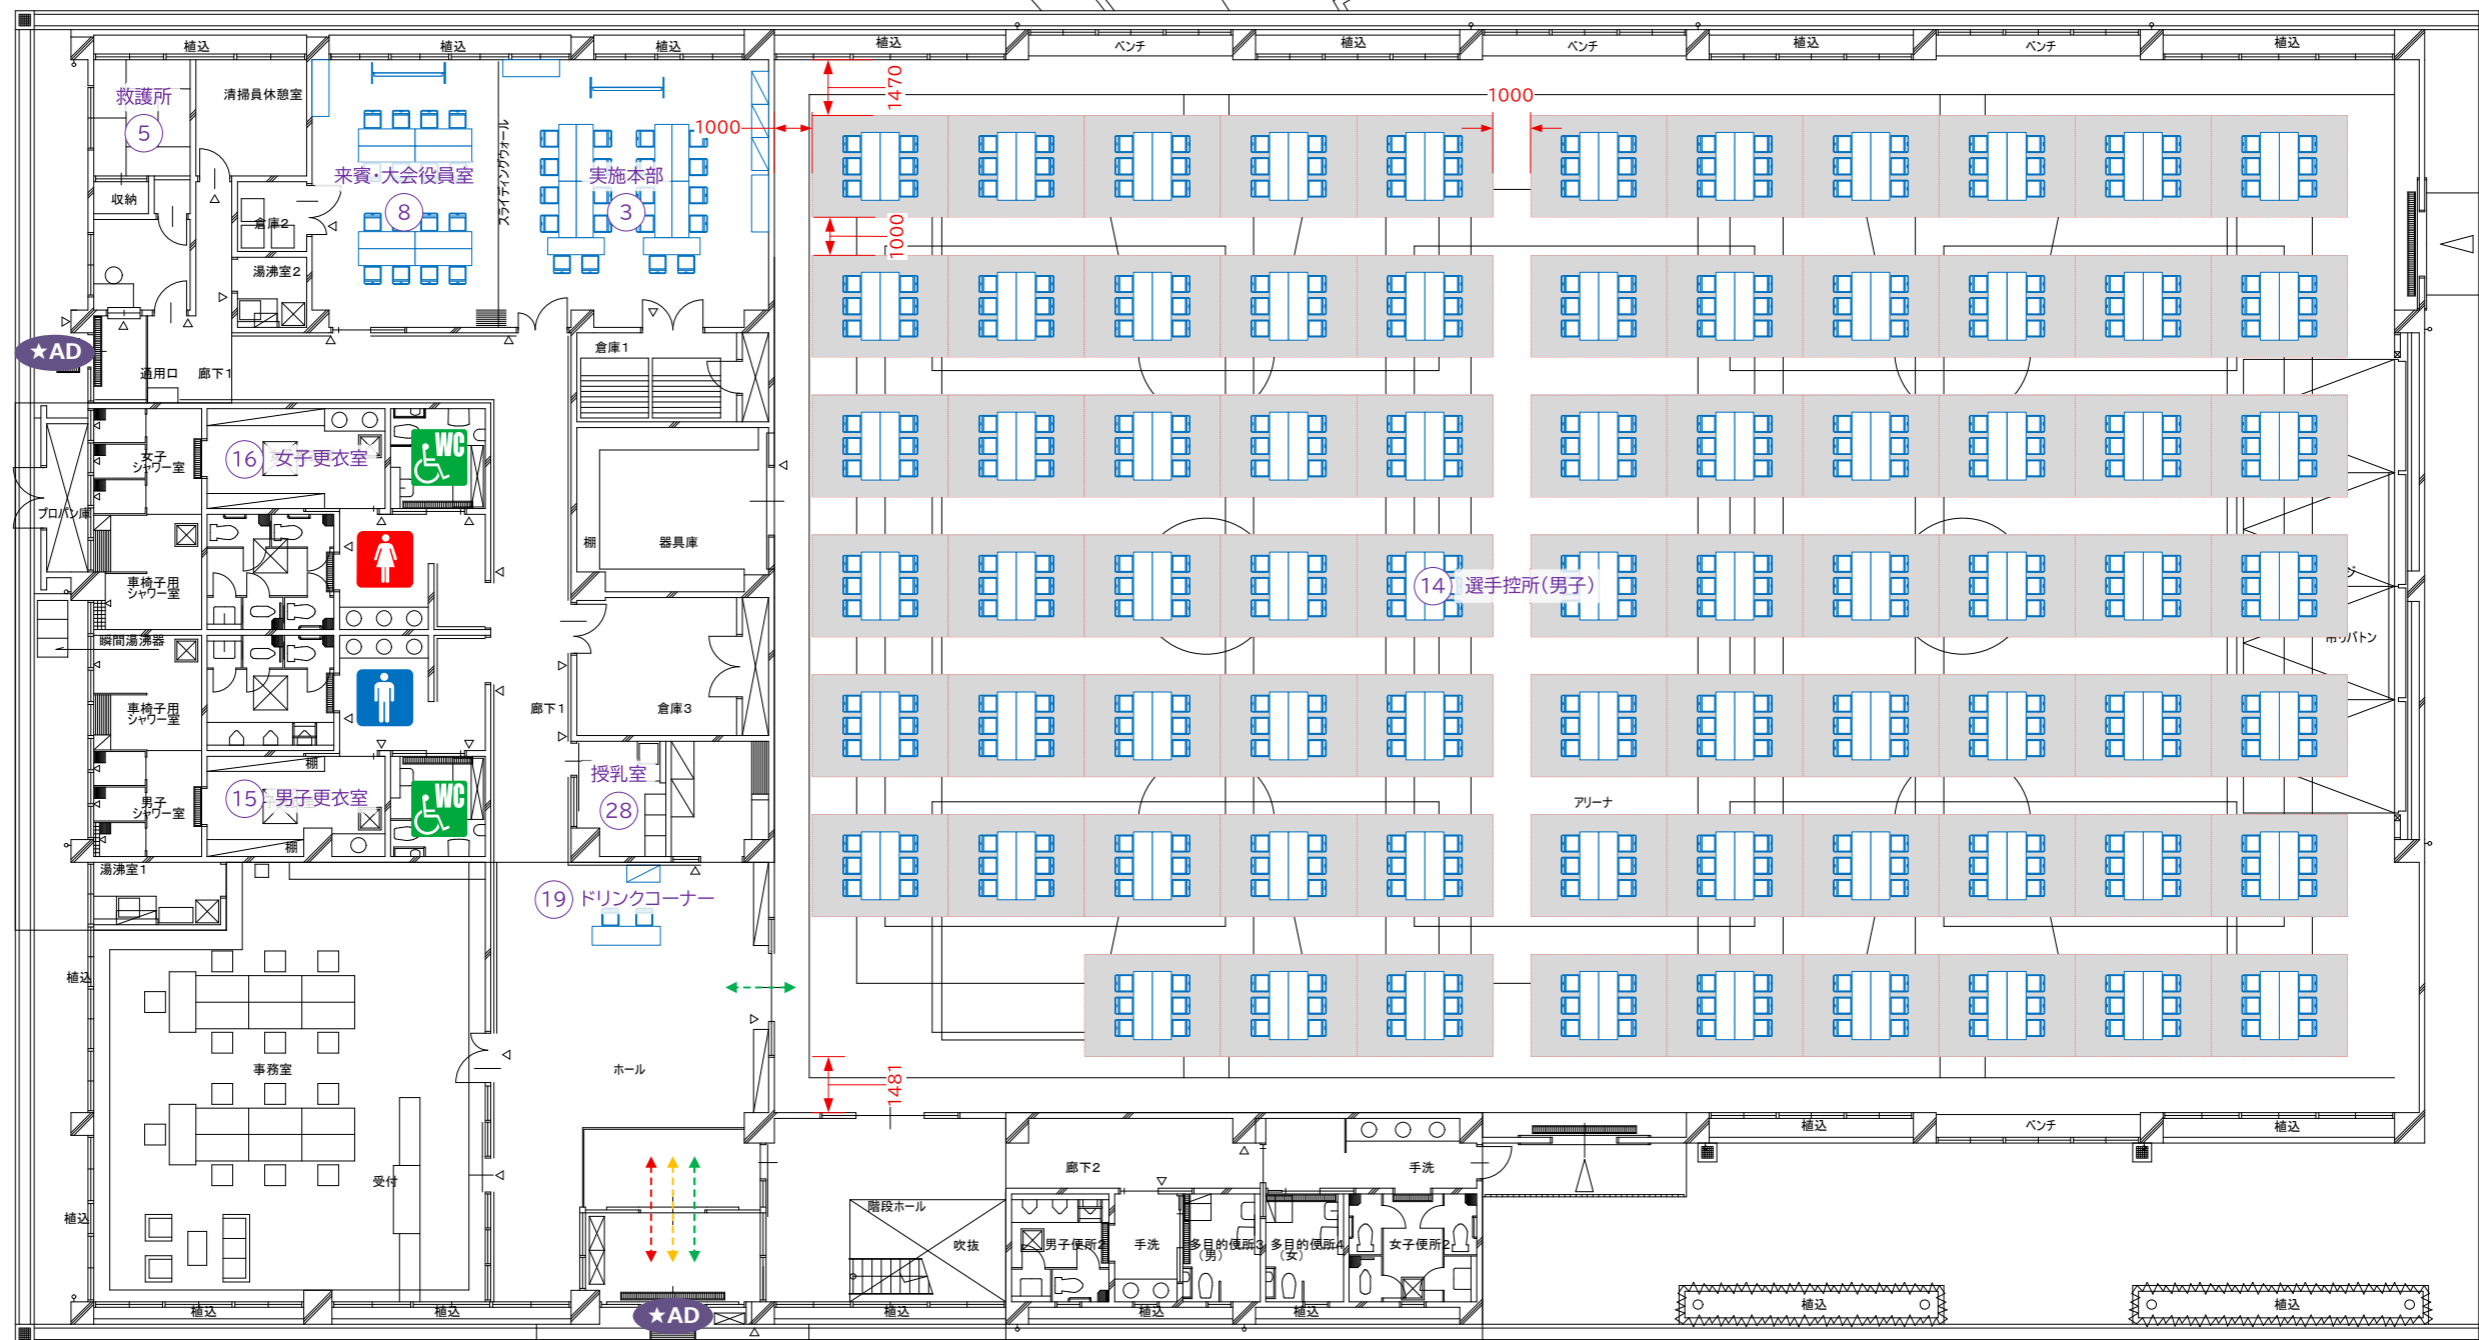 植込
植込
植込
植込
ベンチ
植込
ベンチ
植込
ベンチ
植込
救護所
5
清掃員休憩室
収納
倉庫2
湯沸室2
来賓・大会役員室
8
スライディングウォール
実施本部
3
1470
1000
1000
1000
★AD
通用口
廊下1
倉庫1
女子
シャワー室
16 女子更衣室
WC
プロパン庫
棚
器具庫
車椅子用
シャワー室
14 選手控所(男子)
瞬間湯沸器
吊りバトン
車椅子用
シャワー室
廊下1
倉庫3
棚
授乳室
28
男子
シャワー室
15 男子更衣室
WC
棚
アリーナ
湯沸室1
19 ドリンクコーナー
植込
事務室
ホール
1481
受付
植込
廊下2
手洗
植込
ベンチ
植込
階段ホール
吹抜
男子便所2
手洗
多目的便所3
(男)
多目的便所4
(女)
女子便所2
植込
植込
★AD
植込
植込
植込
植込
植込